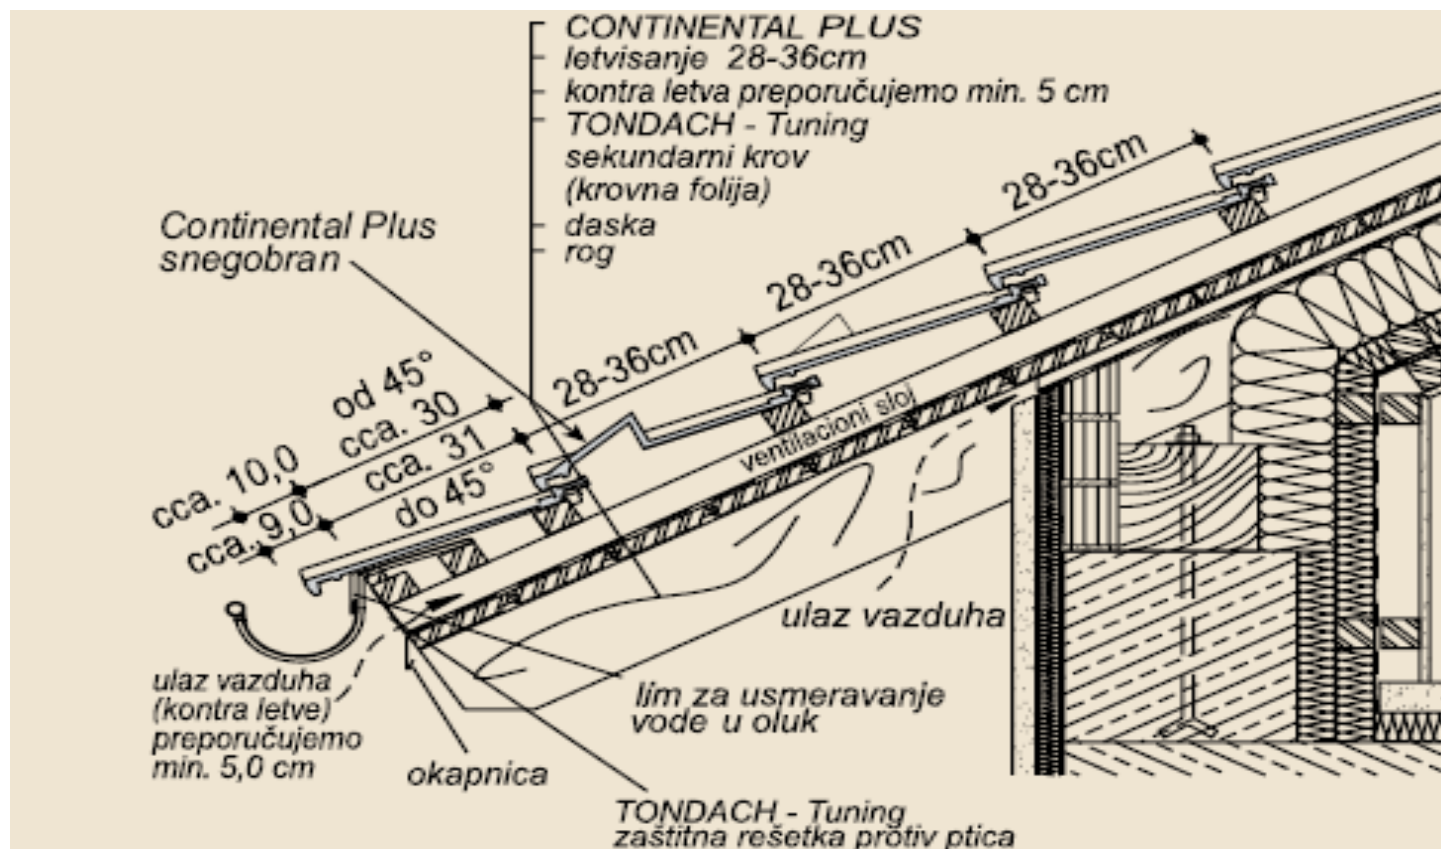 CONTINENTAL PLUS
letvisanje 28-36cm
kontra letva preporučujemo min. 5 cm
TONDACH - Tuning
sekundarni krov
(krovna folija)
daska
rog
Continental Plus
snegobran
28-36cm
28-36cm
28-36cm
od 45°
cca. 30
cca. 10,0
cca. 31
cca. 9,0
do 45°
ventilacioni sloj
ulaz vazduha
ulaz vazduha
(kontra letve)
preporučujemo
min. 5,0 cm
lim za usmeravanje
vode u oluk
okapnica
TONDACH - Tuning
zaštitna rešetka protiv ptica